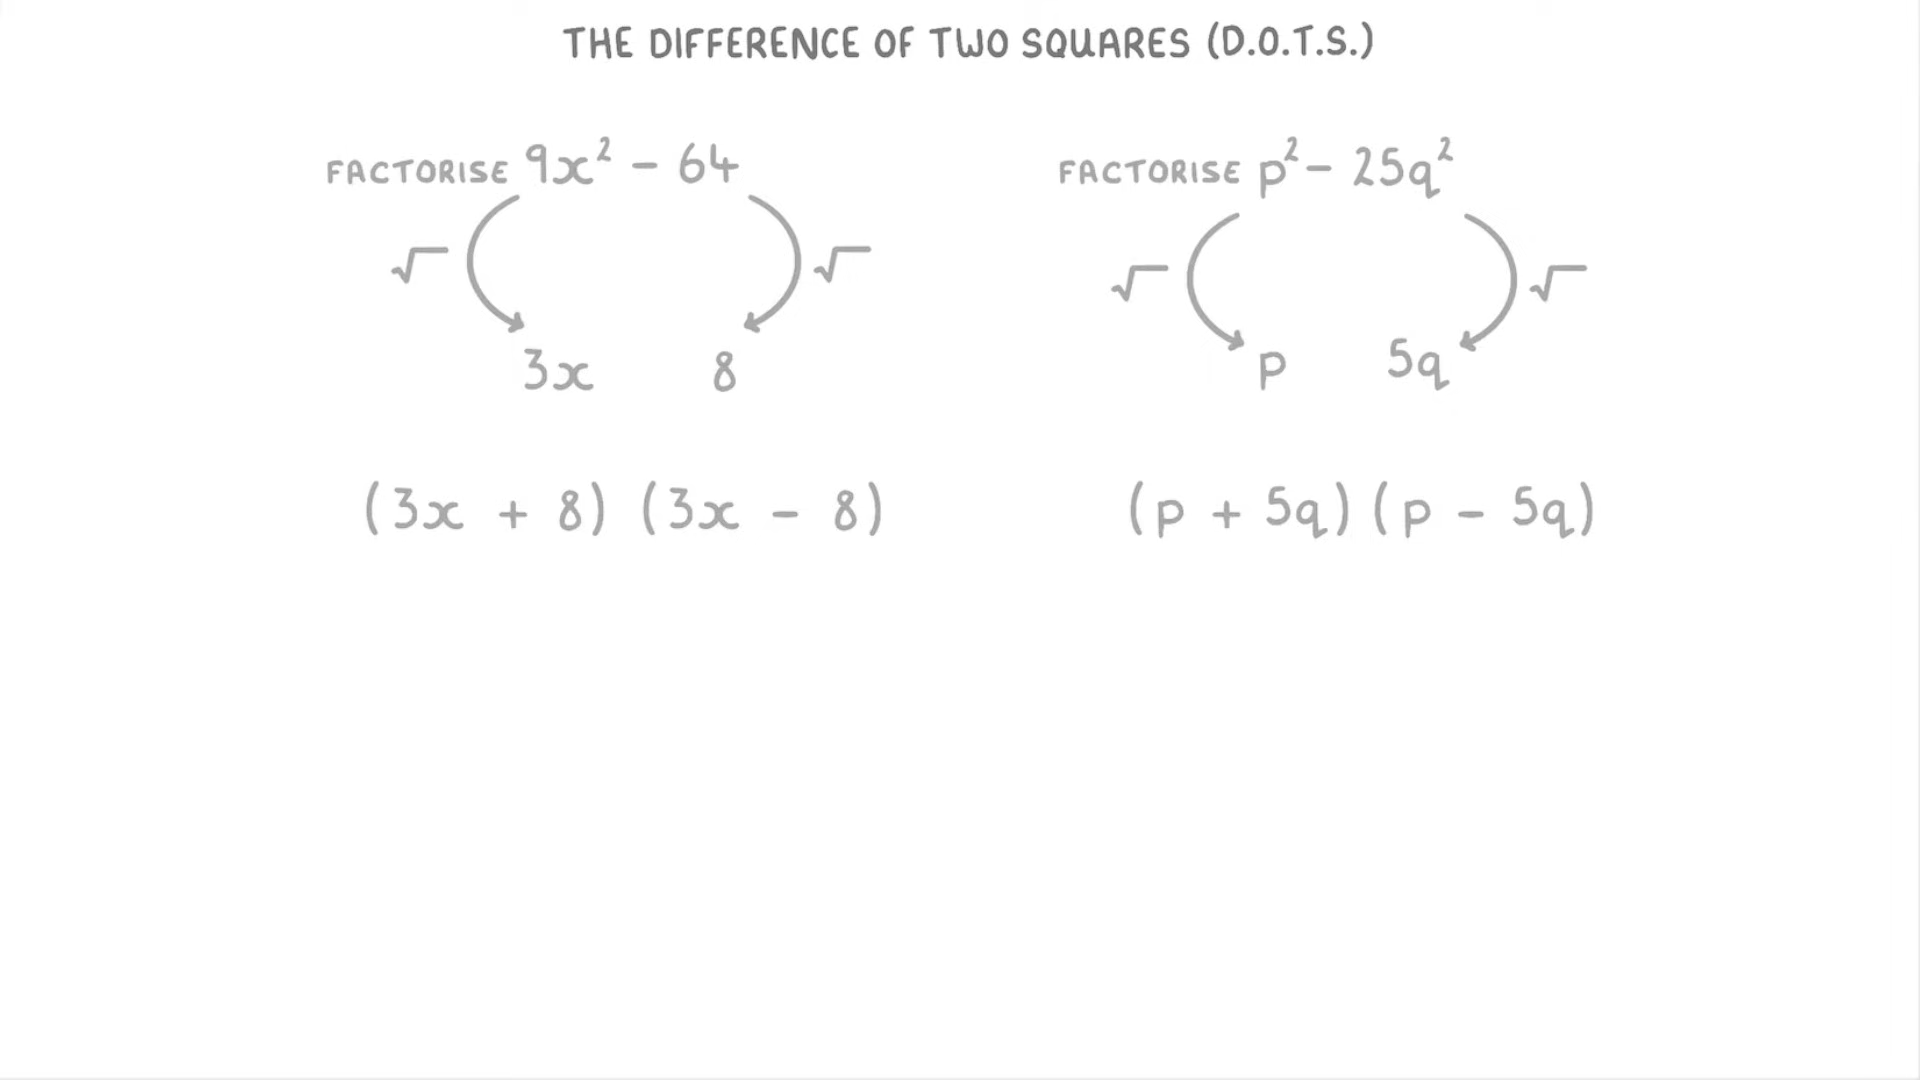 THE DIFFERENCE OF TWO SQUARES (D.O.T.S.)
FACTORISE 9x² − 64
√ √
3x 8
(3x + 8) (3x − 8)
FACTORISE p² − 25q²
√ √
p 5q
(p + 5q) (p − 5q)